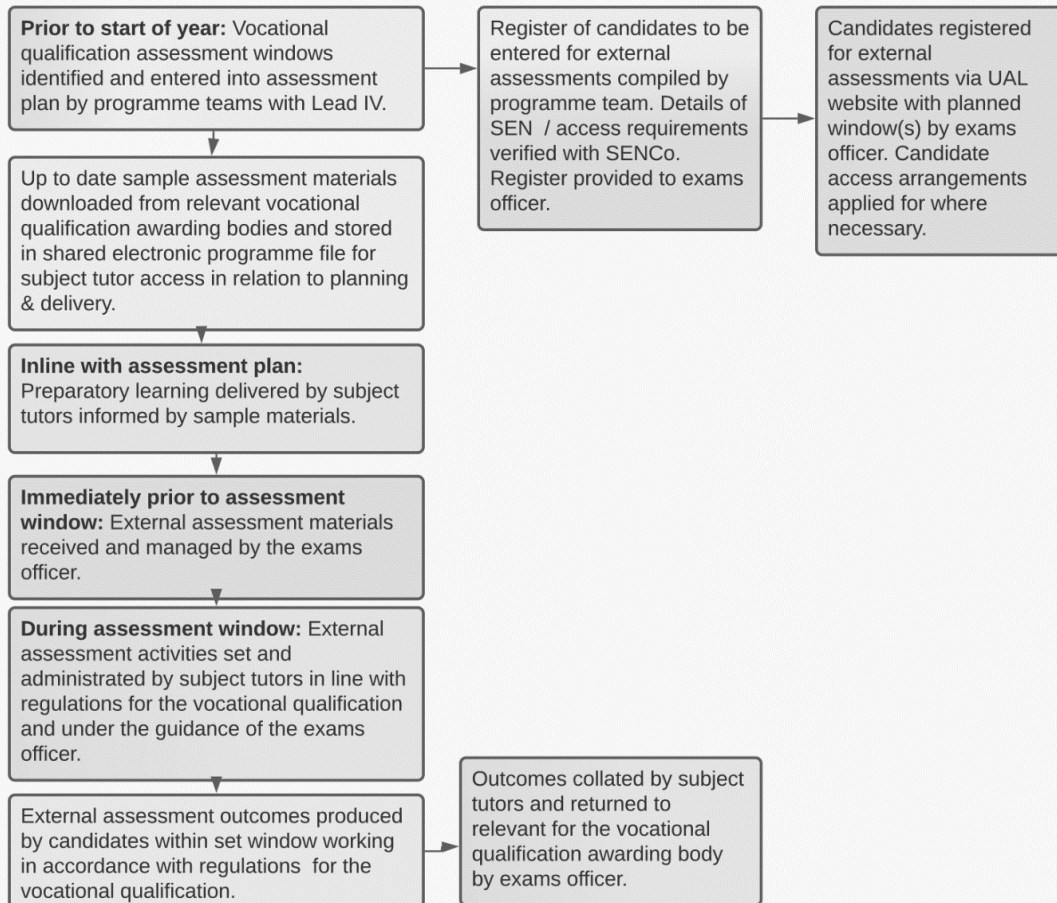 Prior to start of year: Vocational
qualification assessment windows
identified and entered into assessment
plan by programme teams with Lead IV.
Register of candidates to be
entered for external
assessments compiled by
programme team. Details of
SEN / access requirements
verified with SENCo.
Register provided to exams
officer.
Candidates registered
for external
assessments via UAL
website with planned
window(s) by exams
officer. Candidate
access arrangements
applied for where
necessary.
Up to date sample assessment materials
downloaded from relevant vocational
qualification awarding bodies and stored
in shared electronic programme file for
subject tutor access in relation to planning
& delivery.
Inline with assessment plan:
Preparatory learning delivered by subject
tutors informed by sample materials.
Immediately prior to assessment
window: External assessment materials
received and managed by the exams
officer.
During assessment window: External
assessment activities set and
administrated by subject tutors in line with
regulations for the vocational qualification
and under the guidance of the exams
officer.
External assessment outcomes produced
by candidates within set window working
in accordance with regulations for the
vocational qualification.
Outcomes collated by subject
tutors and returned to
relevant for the vocational
qualification awarding body
by exams officer.